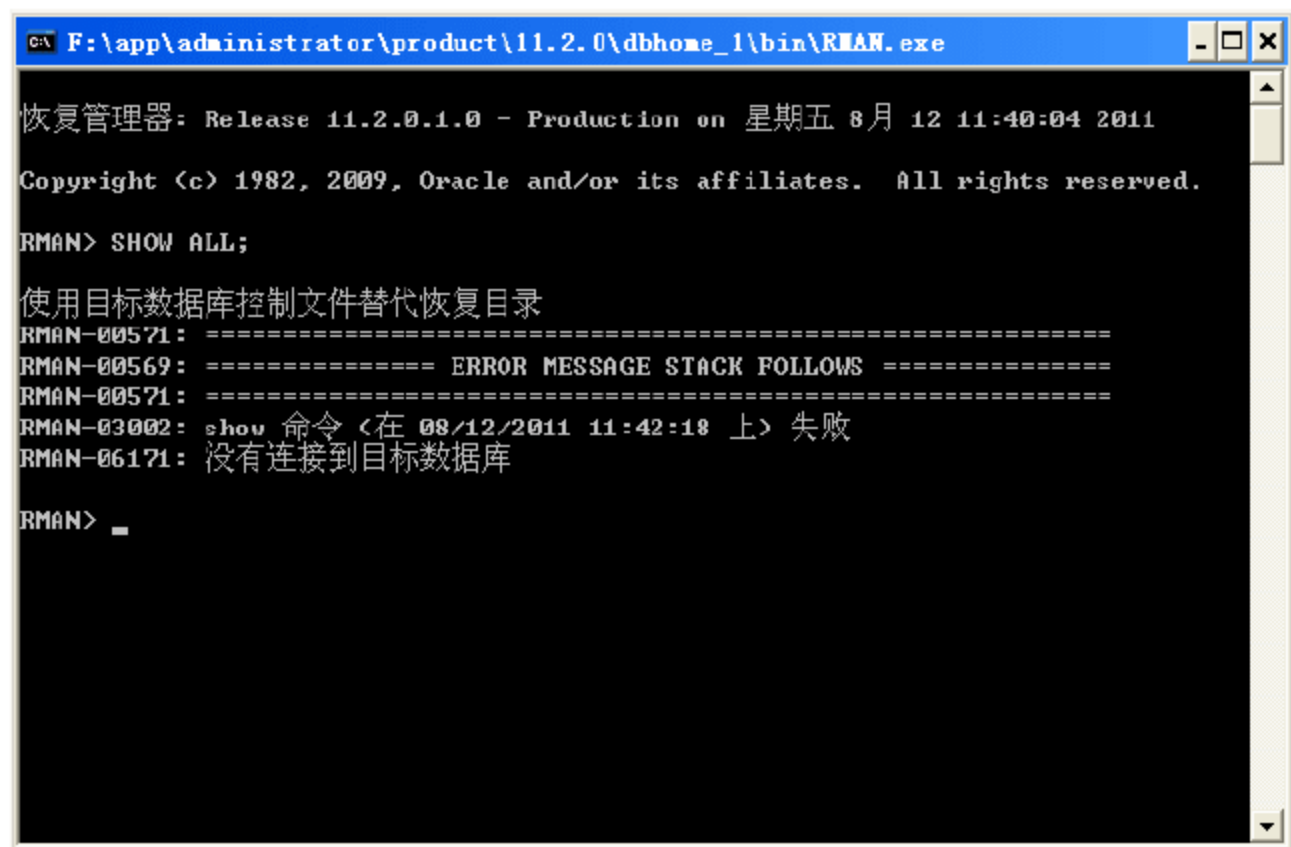 F:\app\administrator\product\11.2.0\dbhome_1\bin\RMAN.exe
恢复管理器: Release 11.2.0.1.0 - Production on 星期五 8月 12 11:40:04 2011
Copyright (c) 1982, 2009, Oracle and/or its affiliates.  All rights reserved.
RMAN> SHOW ALL;
使用目标数据库控制文件替代恢复目录
RMAN-00571: ===========================================================
RMAN-00569: =============== ERROR MESSAGE STACK FOLLOWS ===============
RMAN-00571: ===========================================================
RMAN-03002: show 命令 (在 08/12/2011 11:42:18 上) 失败
RMAN-06171: 没有连接到目标数据库
RMAN> _